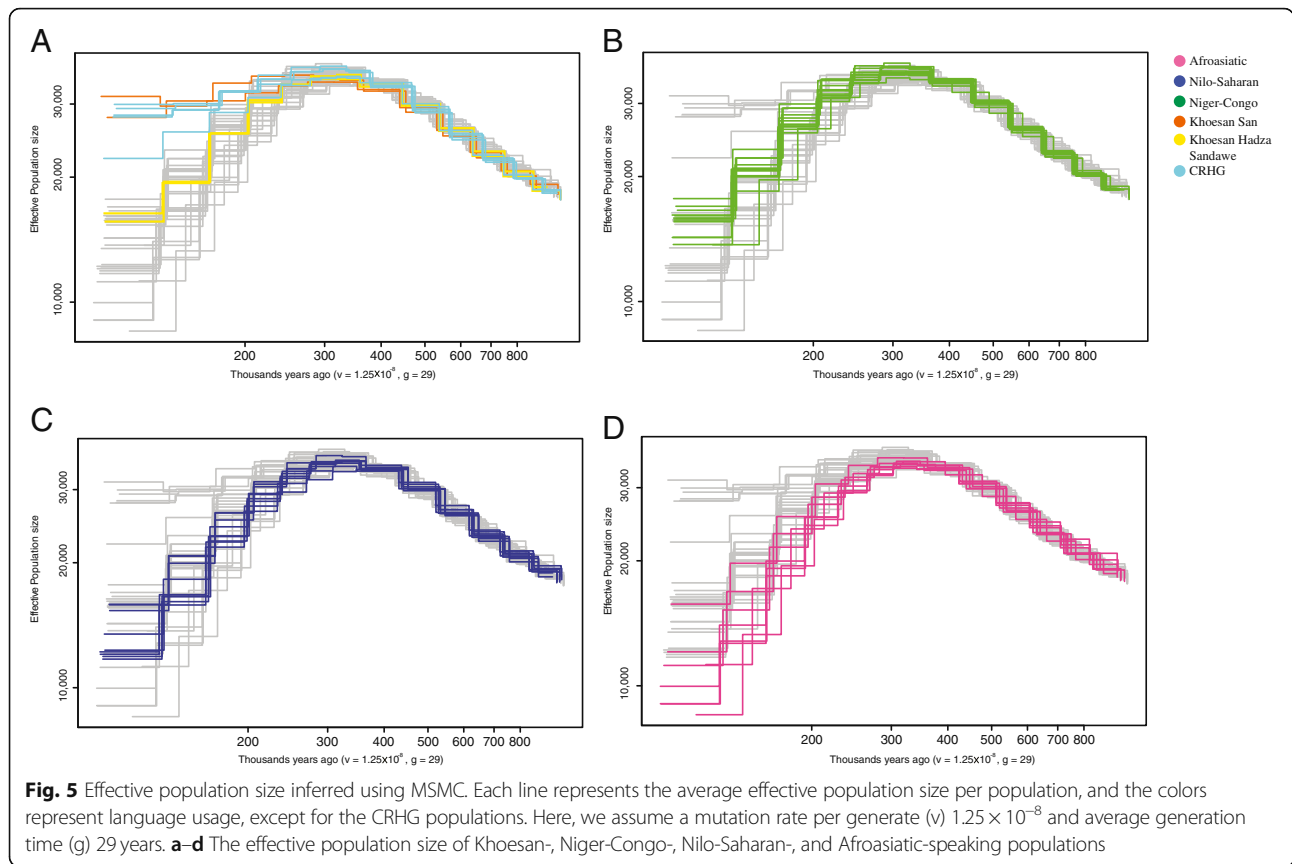 A
Effective Population size
30,000
20,000
10,000
200 300 400 500 600 700 800
Thousands years ago (v = 1.25x10⁻⁸ , g = 29)
B
Effective Population size
30,000
20,000
10,000
200 300 400 500 600 700 800
Thousands years ago (v = 1.25x10⁻⁸ , g = 29)
Afroasiatic
Nilo-Saharan
Niger-Congo
Khoesan San
Khoesan Hadza
Sandawe
CRHG
C
Effective Population size
30,000
20,000
10,000
200 300 400 500 600 700 800
Thousands years ago (v = 1.25x10⁻⁸ , g = 29)
D
Effective Population size
30,000
20,000
10,000
200 300 400 500 600 700 800
Thousands years ago (v = 1.25x10⁻⁸ , g = 29)
Fig. 5 Effective population size inferred using MSMC. Each line represents the average effective population size per population, and the colors
represent language usage, except for the CRHG populations. Here, we assume a mutation rate per generate (v) 1.25 × 10⁻⁸ and average generation
time (g) 29 years. a–d The effective population size of Khoesan-, Niger-Congo-, Nilo-Saharan-, and Afroasiatic-speaking populations